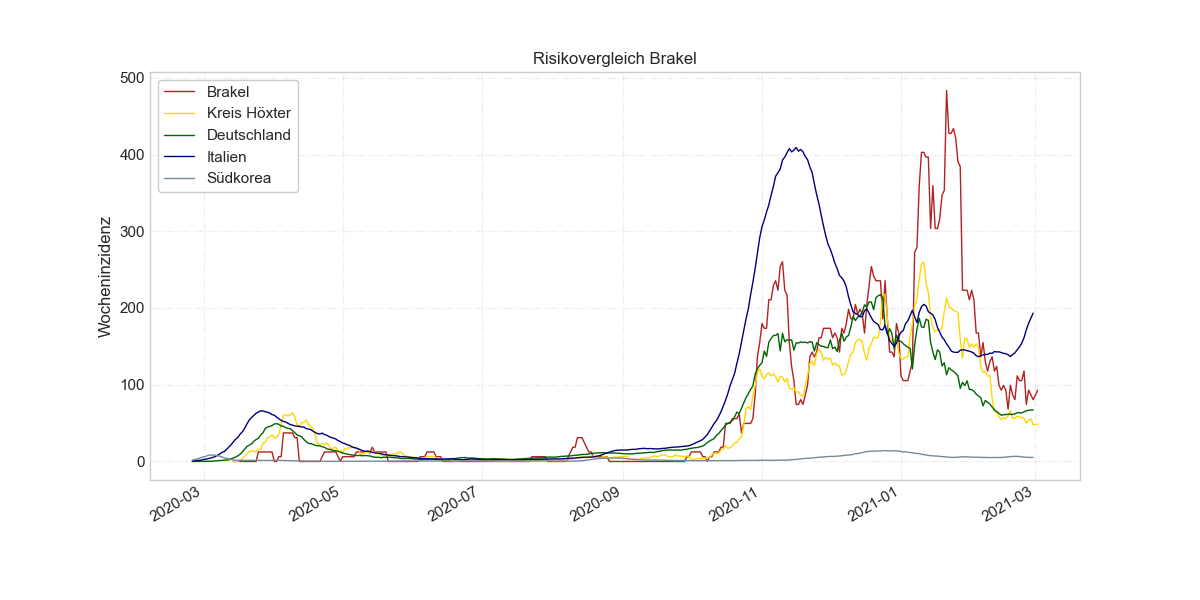 Risikovergleich Brakel
500
400
300
200
100
0
Wocheninzidenz
Brakel
Kreis Höxter
Deutschland
Italien
Südkorea
2020-03
2020-05
2020-07
2020-09
2020-11
2021-01
2021-03